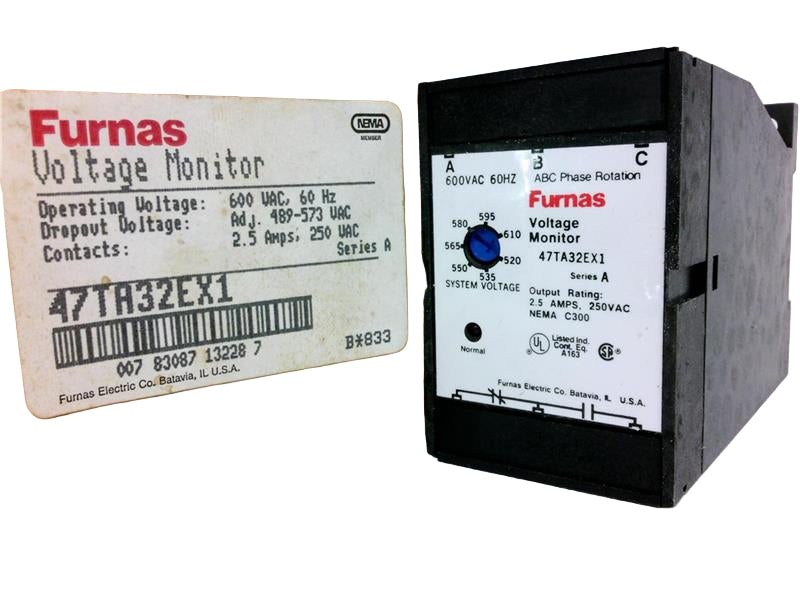 Furnas
NEMA
MEMBER
Voltage Monitor
Operating Voltage: 600 VAC, 60 Hz
Dropout Voltage: Adj. 489-573 VAC
Contacts: 2.5 Amps, 250 VAC
Series A
47TA32EX1
007 83087 13228 7
B*833
Furnas Electric Co. Batavia, IL U.S.A.
A B C
600VAC 60HZ ABC Phase Rotation
Furnas
Voltage
Monitor
47TA32EX1
Series A
595
580 610
565
550 520
535
SYSTEM VOLTAGE
Output Rating:
2.5 AMPS, 250VAC
NEMA C300
Normal
UL
Listed Ind.
Cont. Eq.
A163
SA
Furnas Electric Co. Batavia, IL U.S.A.